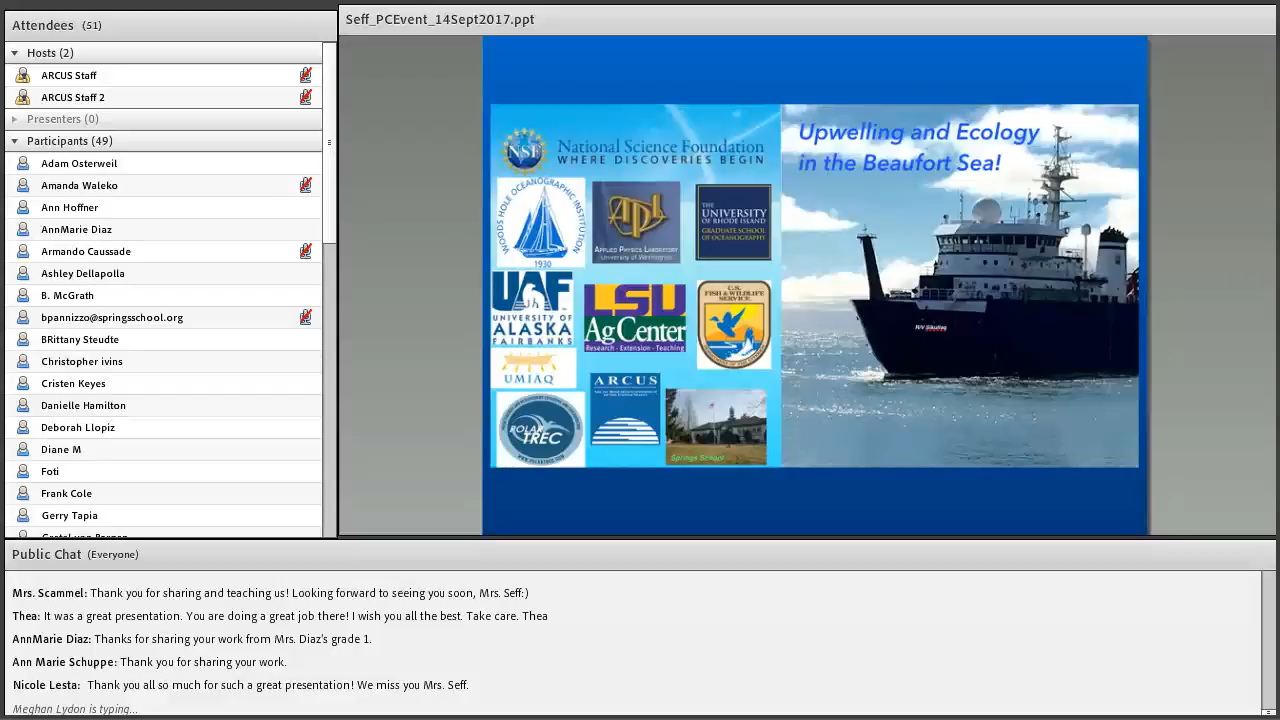 Attendees (51)
Hosts (2)
ARCUS Staff
ARCUS Staff 2
Presenters (0)
Participants (49)
Adam Osterweil
Amanda Waleko
Ann Hoffner
AnnMarie Diaz
Armando Caussade
Ashley Dellapolla
B. McGrath
bpannizzo@springsschool.org
BRittany Steudte
Christopher ivins
Cristen Keyes
Danielle Hamilton
Deborah Llopiz
Diane M
Foti
Frank Cole
Gerry Tapia
Seff_PCEvent_14Sept2017.ppt
NSF
National Science Foundation
WHERE DISCOVERIES BEGIN
WOODS HOLE OCEANOGRAPHIC INSTITUTION
1930
APL
APPLIED PHYSICS LABORATORY
University of Washington
THE
UNIVERSITY
OF RHODE ISLAND
GRADUATE SCHOOL
OF OCEANOGRAPHY
UAF
UNIVERSITY OF
ALASKA
FAIRBANKS
LSU
AgCenter
Research · Extension · Teaching
U.S.
FISH & WILDLIFE
SERVICE
UMIAQ
ARCUS
POLAR
TREC
Springs School
Upwelling and Ecology
in the Beaufort Sea!
R/V Sikuliaq
Public Chat (Everyone)
Mrs. Scammel: Thank you for sharing and teaching us! Looking forward to seeing you soon, Mrs. Seff:)
Thea: It was a great presentation. You are doing a great job there! I wish you all the best. Take care. Thea
AnnMarie Diaz: Thanks for sharing your work from Mrs. Diaz's grade 1.
Ann Marie Schuppe: Thank you for sharing your work.
Nicole Lesta: Thank you all so much for such a great presentation! We miss you Mrs. Seff.
Meghan Lydon is typing...